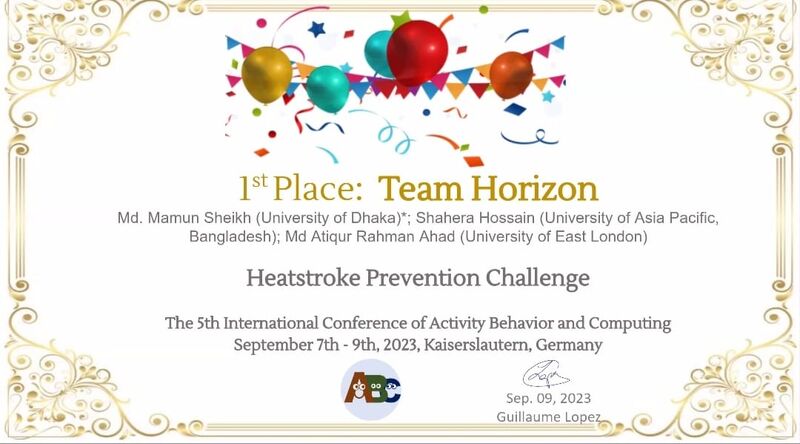 1st Place: Team Horizon
Md. Mamun Sheikh (University of Dhaka)*; Shahera Hossain (University of Asia Pacific,
Bangladesh); Md Atiqur Rahman Ahad (University of East London)
Heatstroke Prevention Challenge
The 5th International Conference of Activity Behavior and Computing
September 7th - 9th, 2023, Kaiserslautern, Germany
ABC
Sep. 09, 2023
Guillaume Lopez